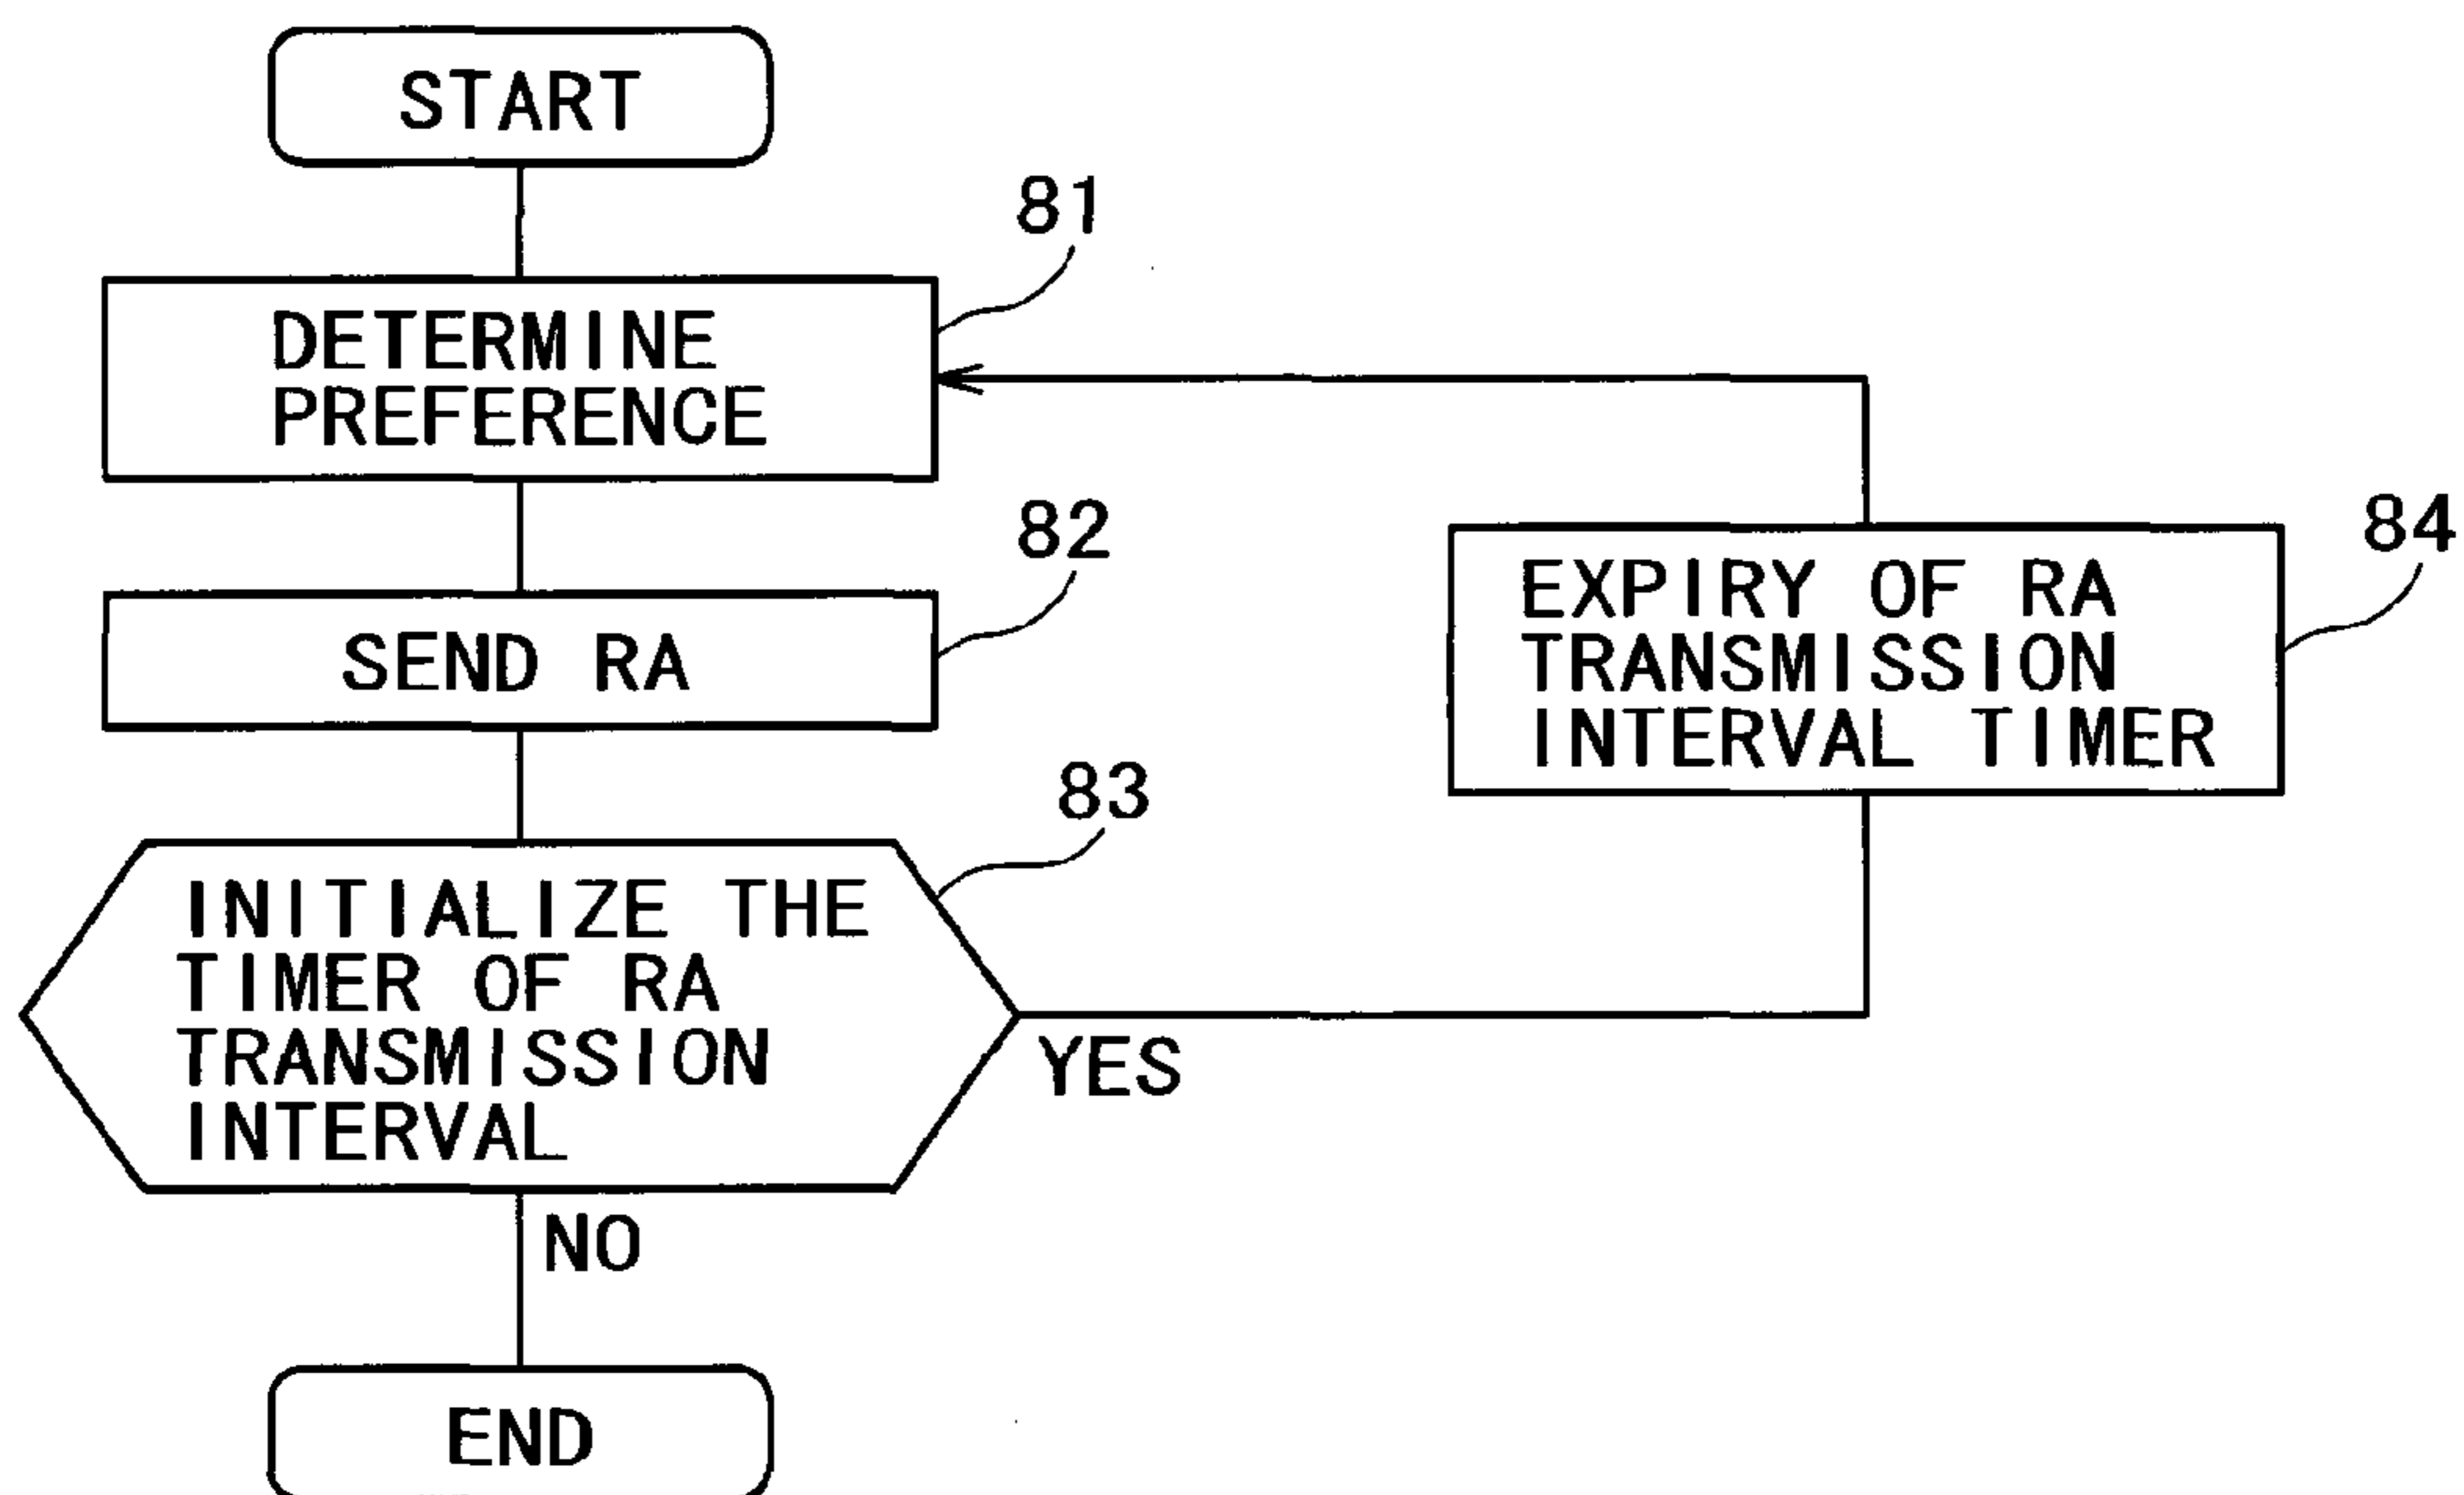 START
81
DETERMINE
PREFERENCE
82
SEND RA
83
INITIALIZE THE
TIMER OF RA
TRANSMISSION
INTERVAL
YES
NO
END
84
EXPIRY OF RA
TRANSMISSION
INTERVAL TIMER